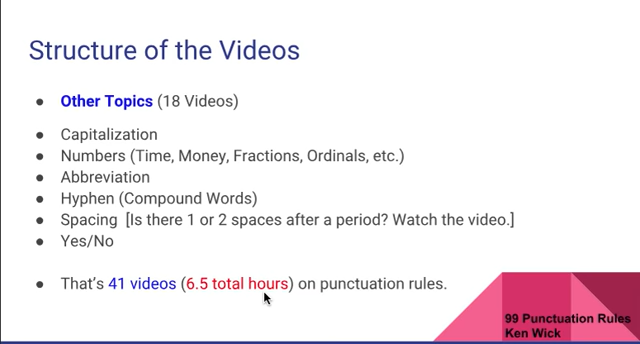 Structure of the Videos
● Other Topics (18 Videos)
● Capitalization
● Numbers (Time, Money, Fractions, Ordinals, etc.)
● Abbreviation
● Hyphen (Compound Words)
● Spacing [Is there 1 or 2 spaces after a period? Watch the video.]
● Yes/No
● That's 41 videos (6.5 total hours) on punctuation rules.
99 Punctuation Rules
Ken Wick